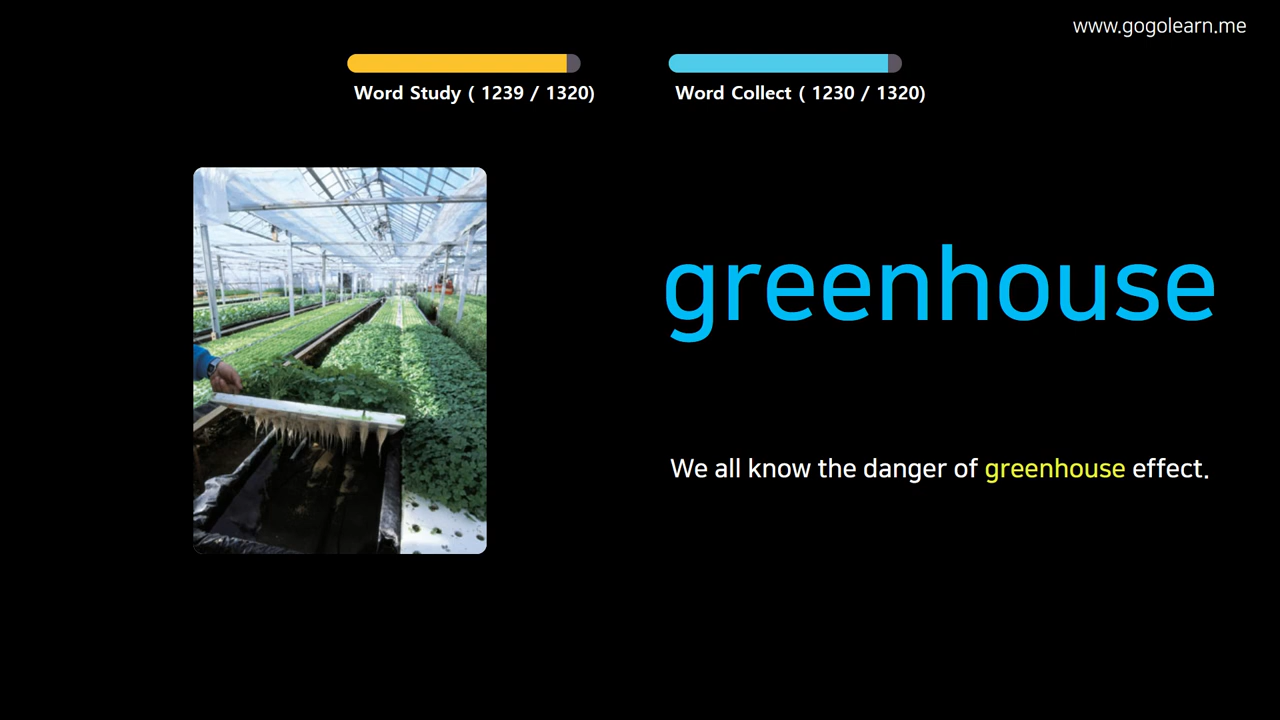 www.gogolearn.me
Word Study ( 1239 / 1320)
Word Collect ( 1230 / 1320)
greenhouse
We all know the danger of greenhouse effect.